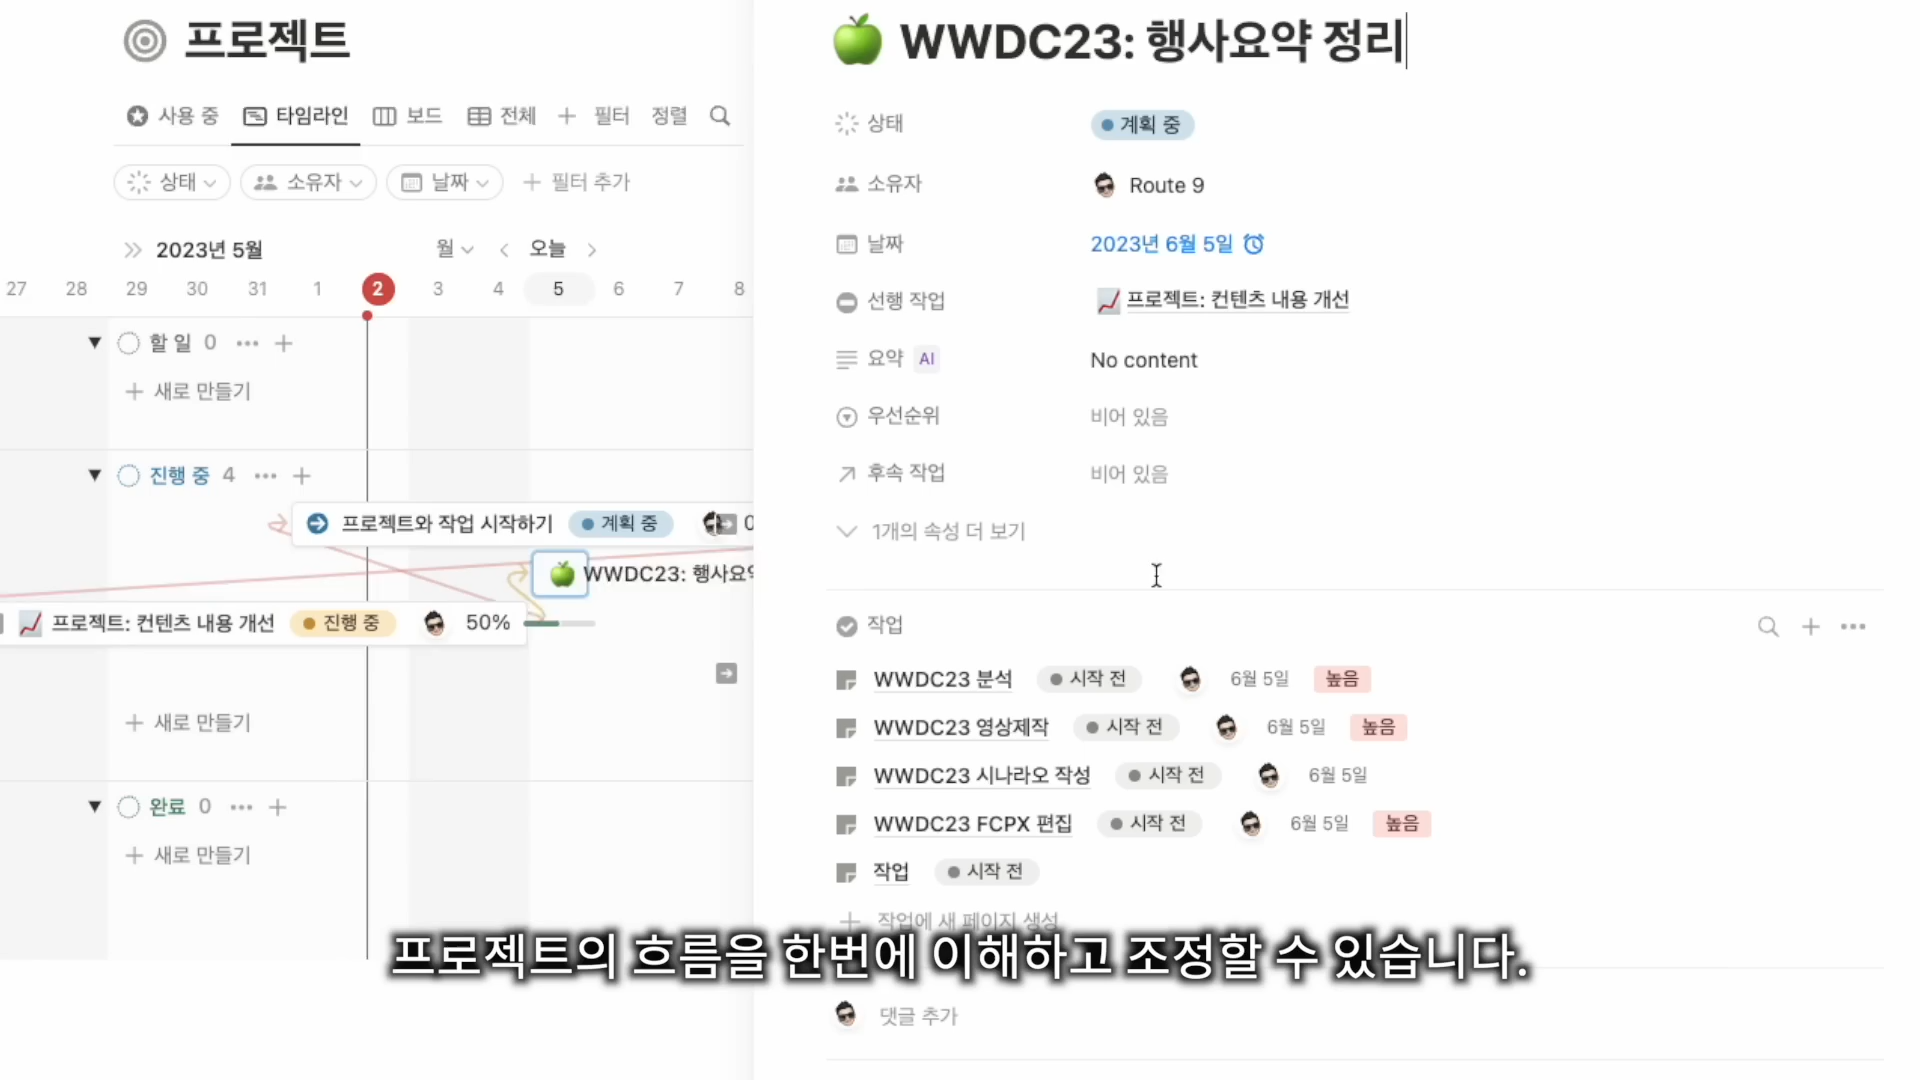 프로젝트
사용 중 타임라인 보드 전체 필터 정렬
상태 소유자 날짜 필터 추가
2023년 5월 월 오늘
27 28 29 30 31 1 2 3 4 5 6 7 8
할 일 0
새로 만들기
진행 중 4
프로젝트와 작업 시작하기 계획 중
WWDC23: 행사요
프로젝트: 컨텐츠 내용 개선 진행 중 50%
새로 만들기
완료 0
새로 만들기
WWDC23: 행사요약 정리
상태 계획 중
소유자 Route 9
날짜 2023년 6월 5일
선행 작업 프로젝트: 컨텐츠 내용 개선
요약 AI No content
우선순위 비어 있음
후속 작업 비어 있음
1개의 속성 더 보기
작업
WWDC23 분석 시작 전 6월 5일 높음
WWDC23 영상제작 시작 전 6월 5일 높음
WWDC23 시나라오 작성 시작 전 6월 5일
WWDC23 FCPX 편집 시작 전 6월 5일 높음
작업 시작 전
작업에 새 페이지 생성
프로젝트의 흐름을 한번에 이해하고 조정할 수 있습니다.
댓글 추가